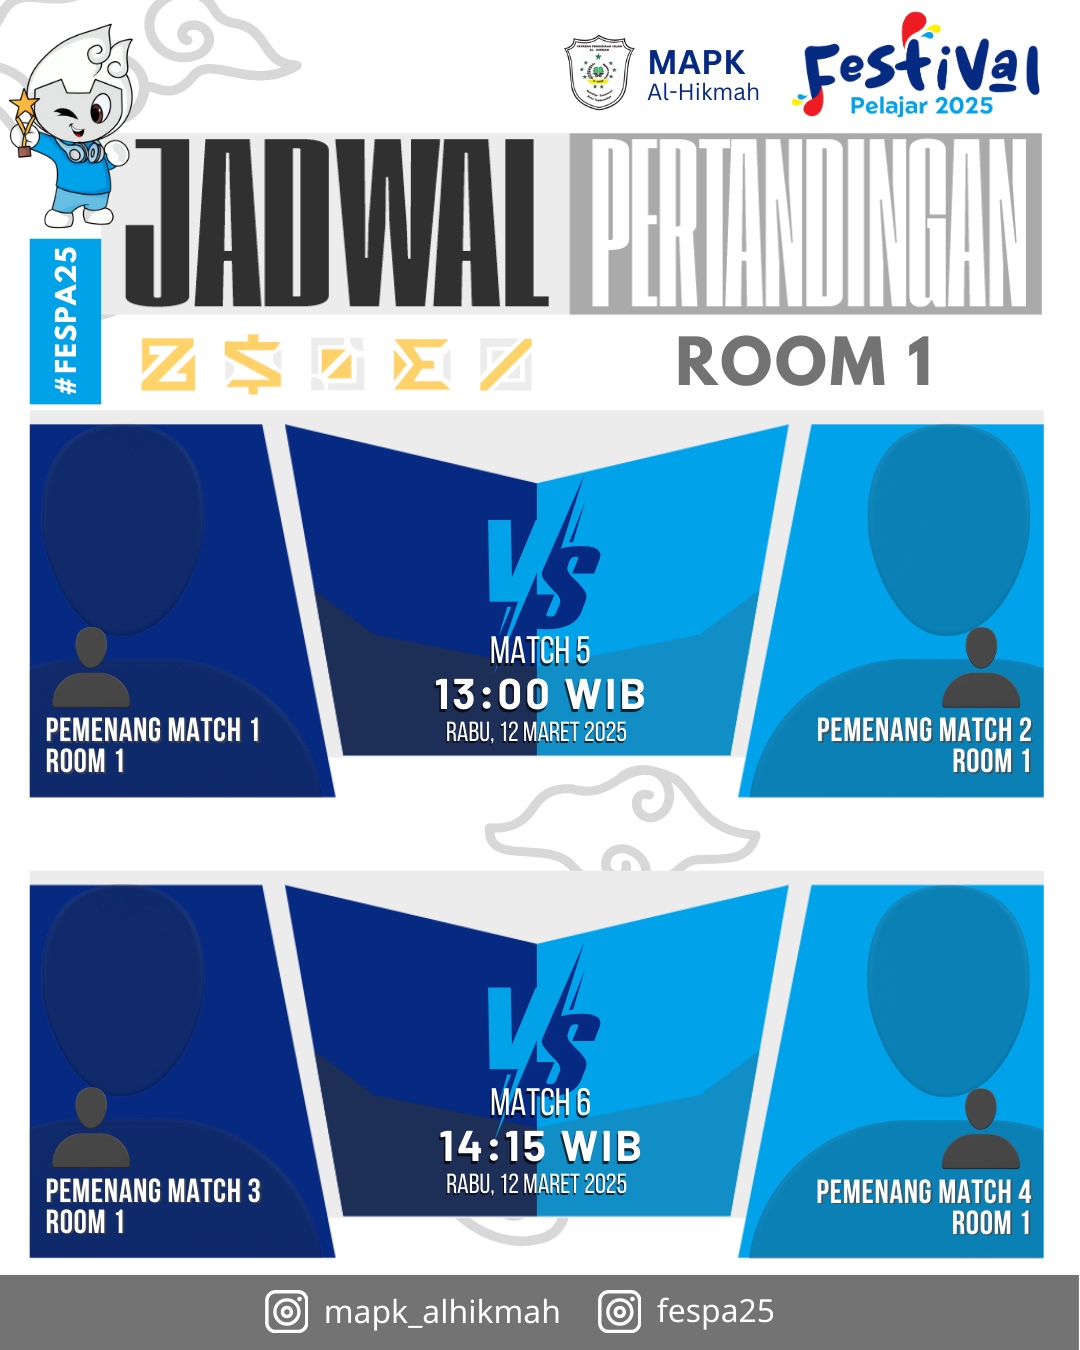 MAPK
Al-Hikmah
Festival
Pelajar 2025
JADWAL PERTANDINGAN
#FESPA25
ROOM 1
VS
MATCH 5
13:00 WIB
RABU, 12 MARET 2025
PEMENANG MATCH 1
ROOM 1
PEMENANG MATCH 2
ROOM 1
VS
MATCH 6
14:15 WIB
RABU, 12 MARET 2025
PEMENANG MATCH 3
ROOM 1
PEMENANG MATCH 4
ROOM 1
mapk_alhikmah
fespa25